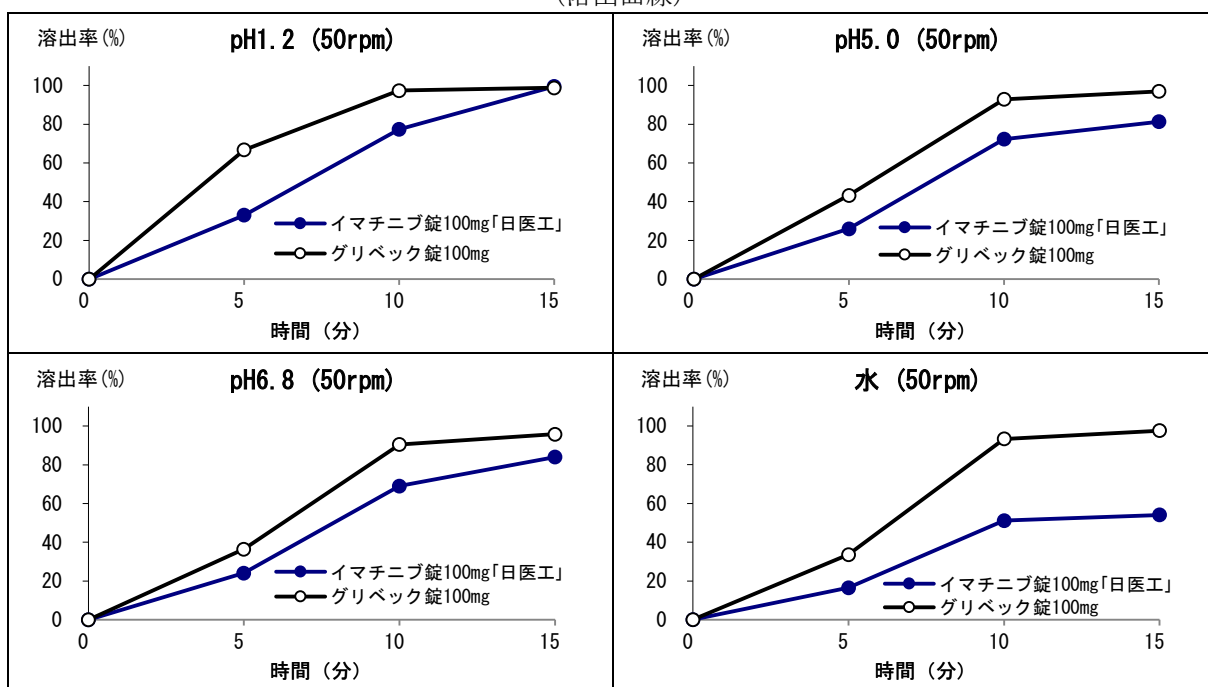 (溶出曲線)
溶出率(%)
pH1.2 (50rpm)
100
80
60
40
20
0
0
5
10
15
イマチニブ錠100mg「日医工」
グリベック錠100mg
時間（分）
溶出率(%)
pH5.0 (50rpm)
100
80
60
40
20
0
0
5
10
15
イマチニブ錠100mg「日医工」
グリベック錠100mg
時間（分）
溶出率(%)
pH6.8 (50rpm)
100
80
60
40
20
0
0
5
10
15
イマチニブ錠100mg「日医工」
グリベック錠100mg
時間（分）
溶出率(%)
水 (50rpm)
100
80
60
40
20
0
0
5
10
15
イマチニブ錠100mg「日医工」
グリベック錠100mg
時間（分）